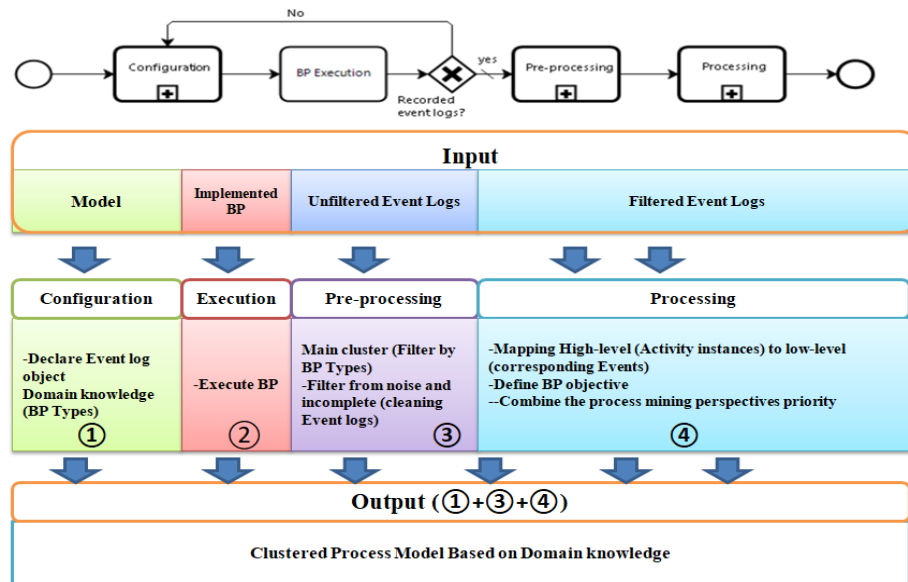 No
Configuration
BP Execution
yes
Pre-processing
Processing
Recorded
event logs?
Input
Model
Implemented
BP
Unfiltered Event Logs
Filtered Event Logs
Configuration
Execution
Pre-processing
Processing
-Declare Event log
object
Domain knowledge
(BP Types)
①
-Execute BP
②
Main cluster (Filter by
BP Types)
-Filter from noise and
incomplete (cleaning
Event logs)
③
-Mapping High-level (Activity instances) to low-level
(corresponding Events)
-Define BP objective
--Combine the process mining perspectives priority
④
Output (①+③+④)
Clustered Process Model Based on Domain knowledge